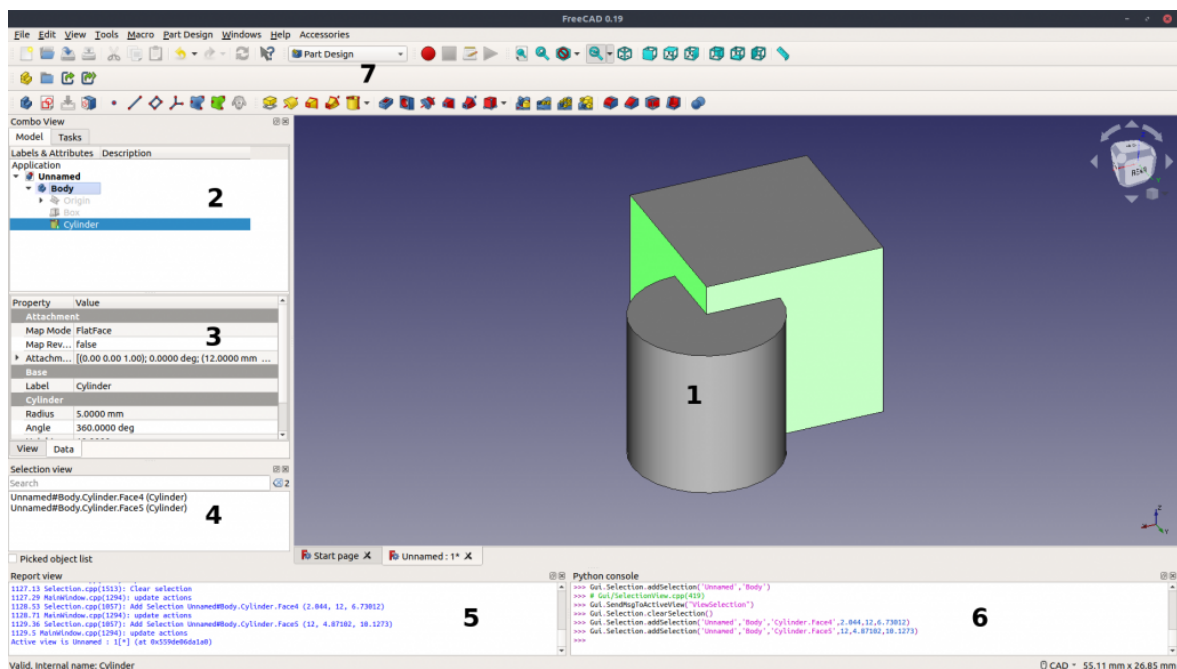 FreeCAD 0.19
File Edit View Tools Macro Part Design Windows Help Accessories
Part Design
7
Combo View
Model Tasks
Labels & Attributes Description
Application
Unnamed
Body
Origin
Box
Cylinder
2
Property Value
Attachment
Map Mode FlatFace
Map Rev... false
Attachm... [(0.00 0.00 1.00); 0.0000 deg; (12.0000 mm ...
Base
Label Cylinder
Cylinder
Radius 5.0000 mm
Angle 360.0000 deg
3
View Data
Selection view
Search 2
Unnamed#Body.Cylinder.Face4 (Cylinder)
Unnamed#Body.Cylinder.Face5 (Cylinder)
4
Picked object list
1
REAR
Z
Y
Start page
Unnamed : 1*
Report view
1127.13 Selection.cpp(1513): Clear selection
1127.29 MainWindow.cpp(1294): update actions
1128.53 Selection.cpp(1057): Add Selection Unnamed#Body.Cylinder.Face4 (2.044, 12, 6.73012)
1128.71 MainWindow.cpp(1294): update actions
1129.36 Selection.cpp(1057): Add Selection Unnamed#Body.Cylinder.Face5 (12, 4.87102, 10.1273)
1129.5 MainWindow.cpp(1294): update actions
Active view is Unnamed : 1[*] (at 0x559de06da1a0)
5
Python console
>>> Gui.Selection.addSelection('Unnamed','Body')
>>> # Gui/SelectionView.cpp(419)
>>> Gui.SendMsgToActiveView("ViewSelection")
>>> Gui.Selection.clearSelection()
>>> Gui.Selection.addSelection('Unnamed','Body','Cylinder.Face4',2.044,12,6.73012)
>>> Gui.Selection.addSelection('Unnamed','Body','Cylinder.Face5',12,4.87102,10.1273)
>>>
6
Valid, Internal name: Cylinder
CAD 55.11 mm x 26.85 mm